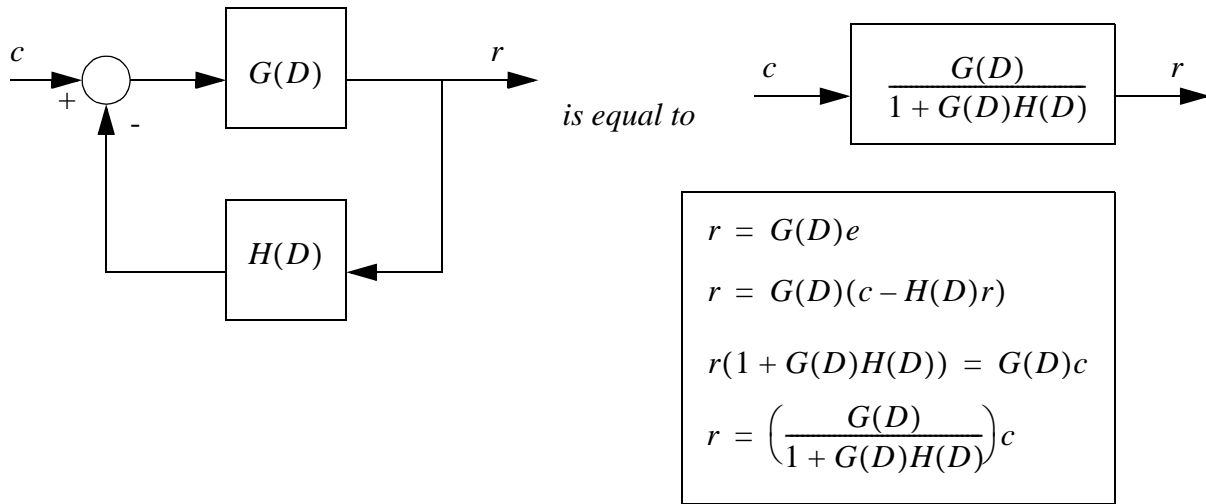 c
+
-
G(D)
r
H(D)
is equal to
c
G(D)
1 + G(D)H(D)
r
r = G(D)e
r = G(D)(c – H(D)r)
r(1 + G(D)H(D)) = G(D)c
r = (G(D) / 1 + G(D)H(D))c